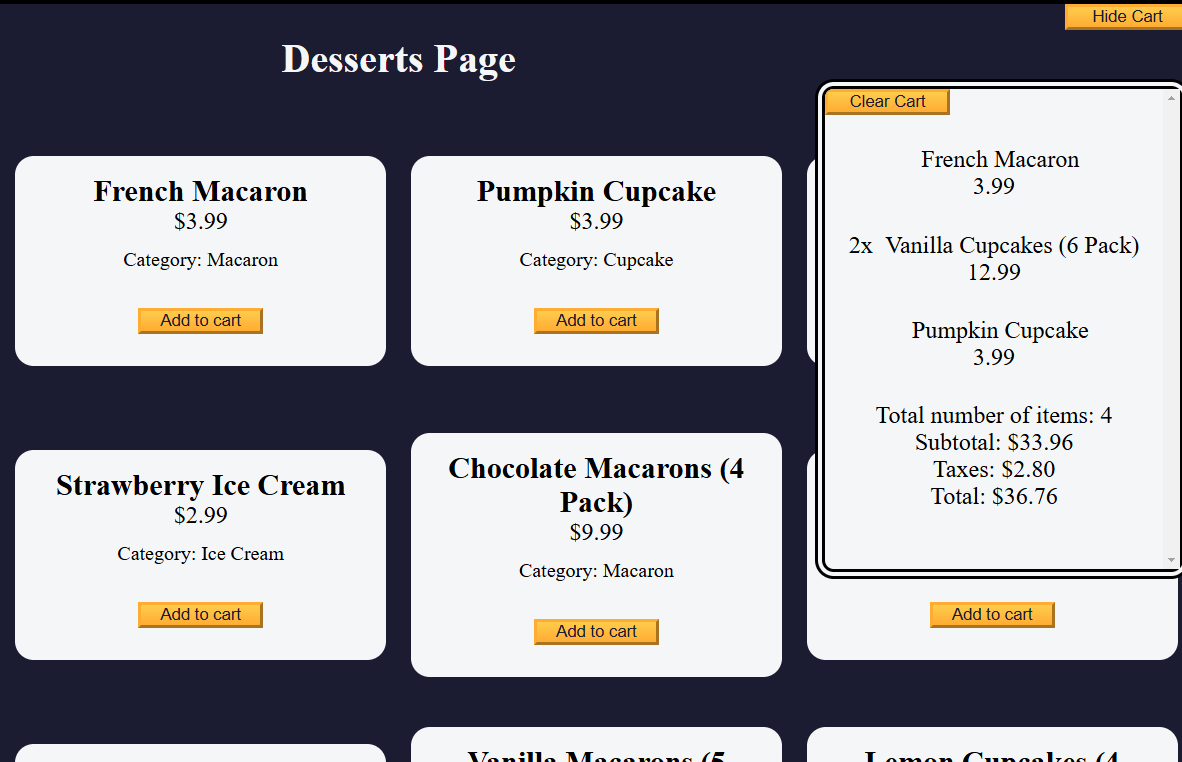 Hide Cart
Desserts Page
Clear Cart
French Macaron
3.99
2x Vanilla Cupcakes (6 Pack)
12.99
Pumpkin Cupcake
3.99
Total number of items: 4
Subtotal: $33.96
Taxes: $2.80
Total: $36.76
French Macaron
$3.99
Category: Macaron
Add to cart
Pumpkin Cupcake
$3.99
Category: Cupcake
Add to cart
Strawberry Ice Cream
$2.99
Category: Ice Cream
Add to cart
Chocolate Macarons (4
Pack)
$9.99
Category: Macaron
Add to cart
Add to cart
Vanilla Macarons (5
Lemon Cupcakes (4